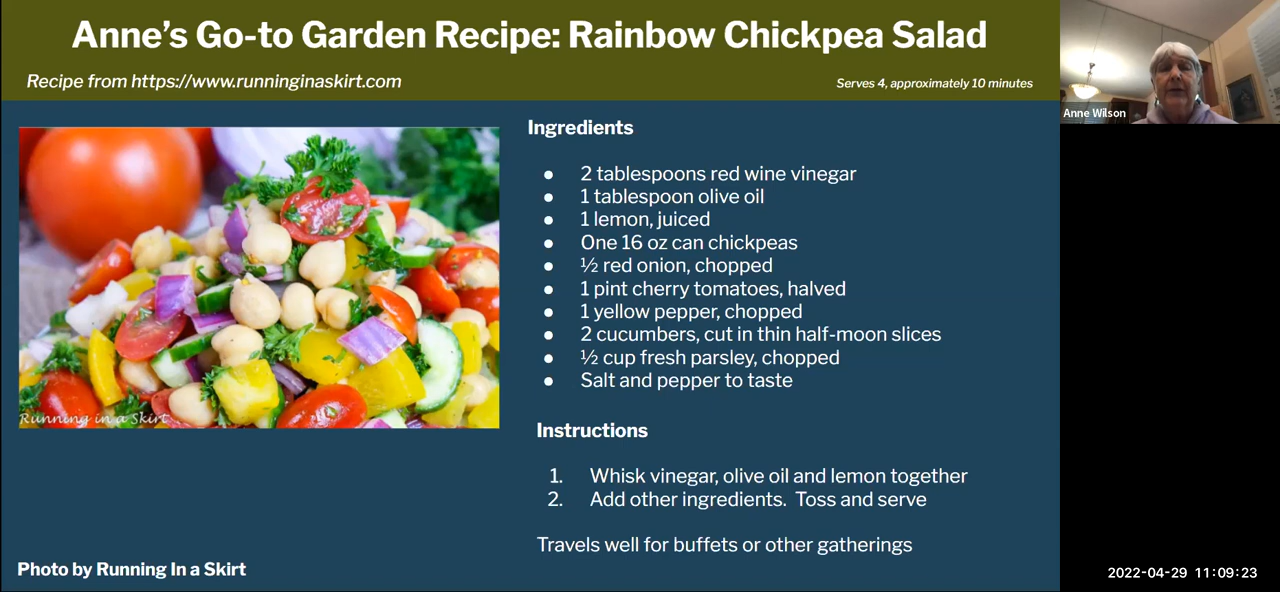 Anne's Go-to Garden Recipe: Rainbow Chickpea Salad
Recipe from https://www.runninginaskirt.com
Serves 4, approximately 10 minutes
Anne Wilson
Ingredients
● 2 tablespoons red wine vinegar
● 1 tablespoon olive oil
● 1 lemon, juiced
● One 16 oz can chickpeas
● ½ red onion, chopped
● 1 pint cherry tomatoes, halved
● 1 yellow pepper, chopped
● 2 cucumbers, cut in thin half-moon slices
● ½ cup fresh parsley, chopped
● Salt and pepper to taste
Running in a Skirt
Instructions
1. Whisk vinegar, olive oil and lemon together
2. Add other ingredients.  Toss and serve
Travels well for buffets or other gatherings
Photo by Running In a Skirt
2022-04-29 11:09:23